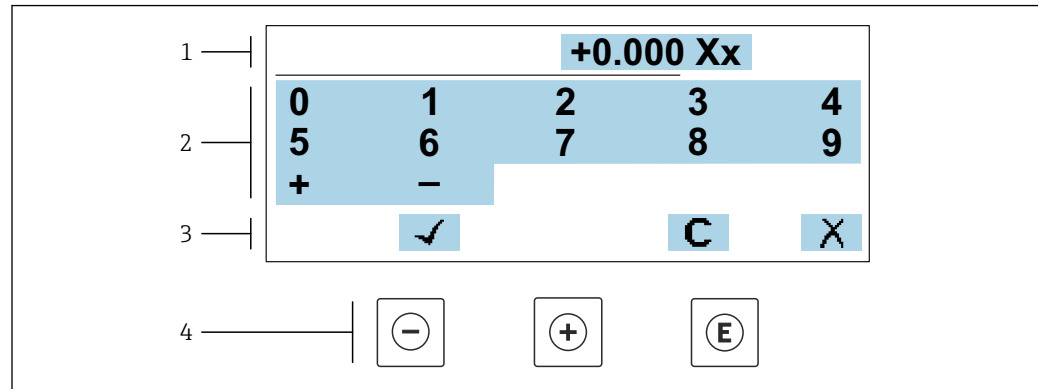 1 +0.000 Xx
2 0 1 2 3 4
5 6 7 8 9
+ −
3 ✓ C X
4 − + E